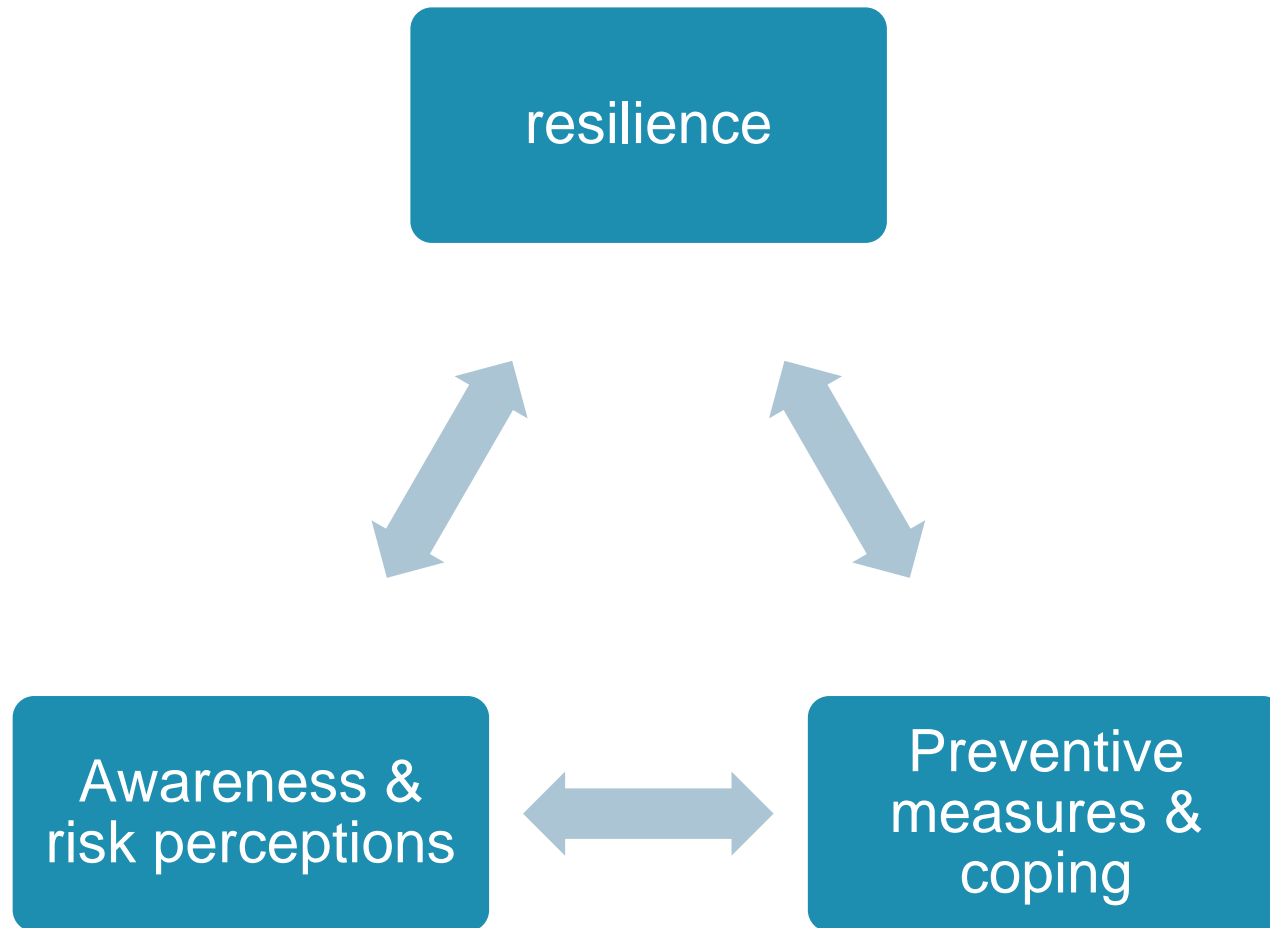 resilience
Awareness &
risk perceptions
Preventive
measures &
coping